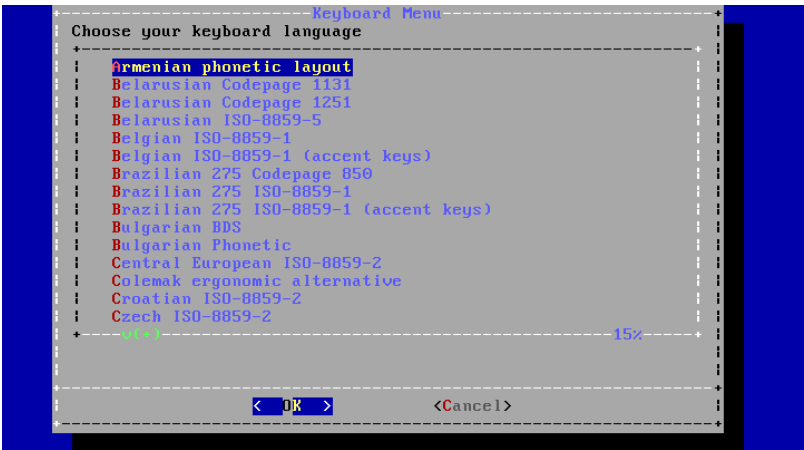 Keyboard Menu
Choose your keyboard language
Armenian phonetic layout
Belarusian Codepage 1131
Belarusian Codepage 1251
Belarusian ISO-8859-5
Belgian ISO-8859-1
Belgian ISO-8859-1 (accent keys)
Brazilian 275 Codepage 850
Brazilian 275 ISO-8859-1
Brazilian 275 ISO-8859-1 (accent keys)
Bulgarian BDS
Bulgarian Phonetic
Central European ISO-8859-2
Colemak ergonomic alternative
Croatian ISO-8859-2
Czech ISO-8859-2
v(+) 15%
< OK > <Cancel>